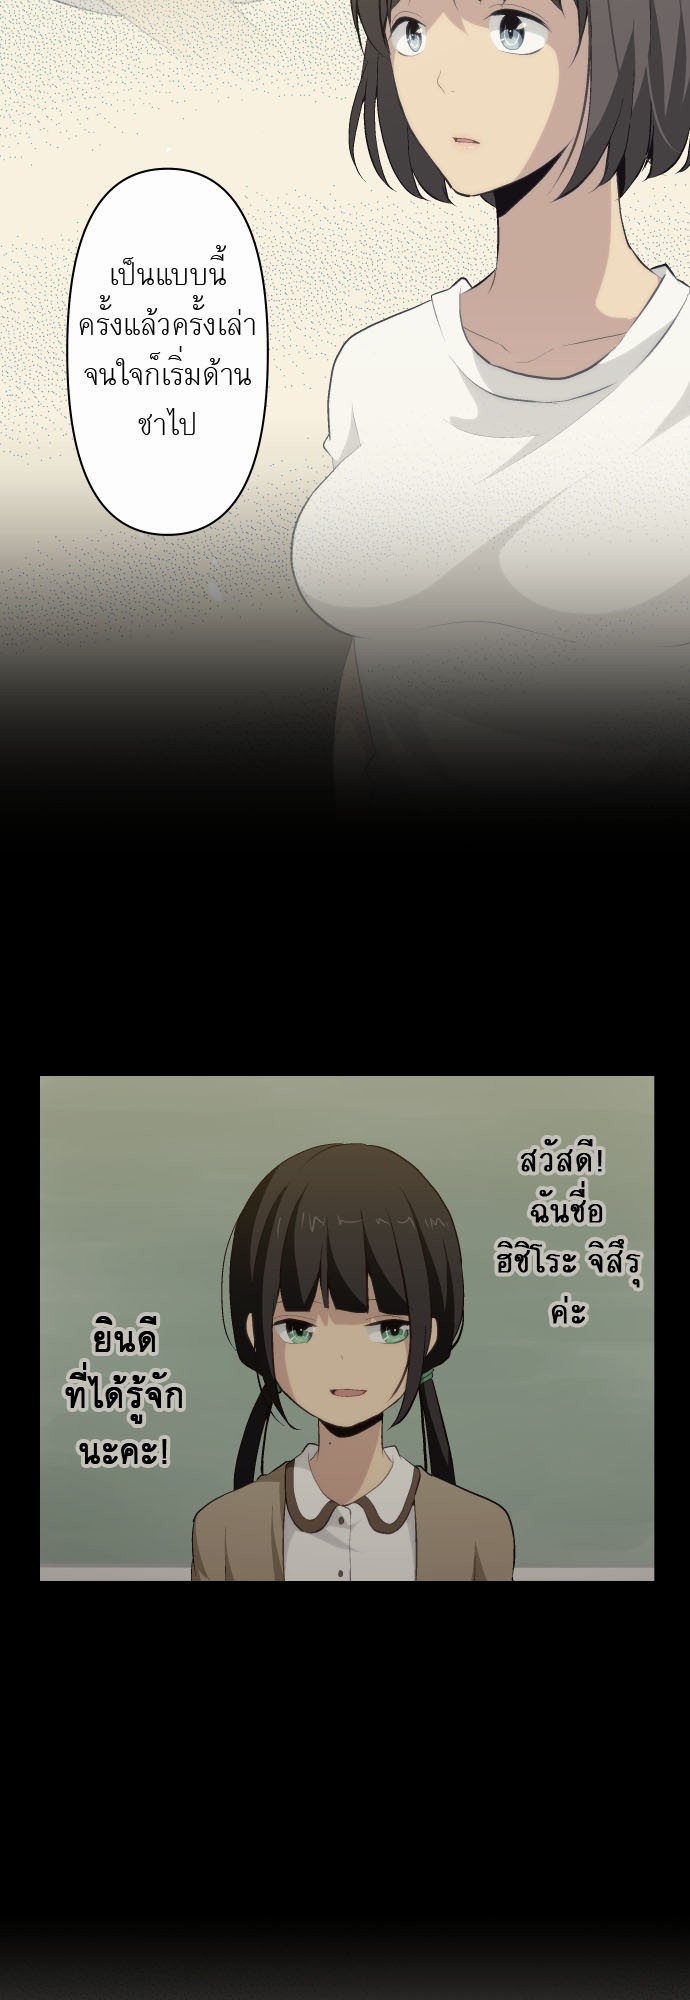 เป็นแบบนี้
ครั้งแล้วครั้งเล่า
จนใจก็เริ่มด้าน
ชาไป
สวัสดี!
ฉันชื่อ
ฮิชิโระ จิสึรุ
ค่ะ
ยินดี
ที่ได้รู้จัก
นะคะ!